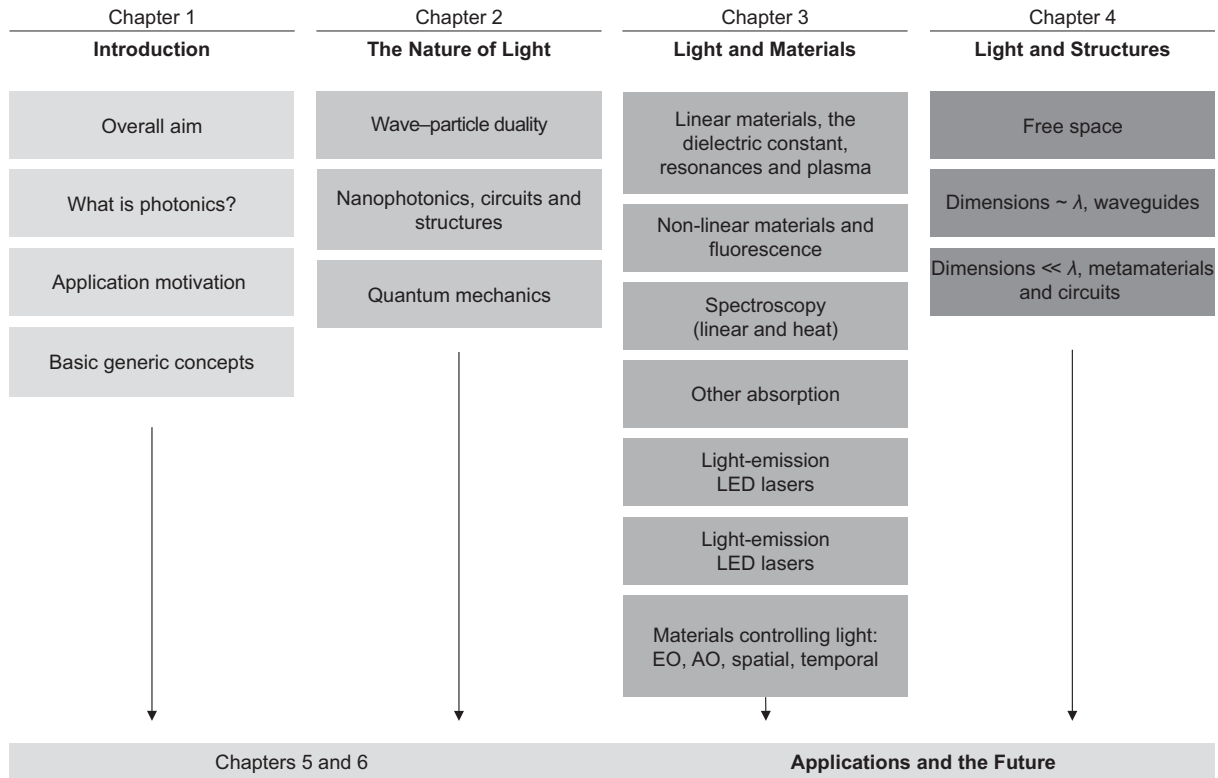 Chapter 1
Introduction
Overall aim
What is photonics?
Application motivation
Basic generic concepts
Chapter 2
The Nature of Light
Wave–particle duality
Nanophotonics, circuits and
structures
Quantum mechanics
Chapter 3
Light and Materials
Linear materials, the
dielectric constant,
resonances and plasma
Non-linear materials and
fluorescence
Spectroscopy
(linear and heat)
Other absorption
Light-emission
LED lasers
Light-emission
LED lasers
Materials controlling light:
EO, AO, spatial, temporal
Chapter 4
Light and Structures
Free space
Dimensions ~ λ, waveguides
Dimensions << λ, metamaterials
and circuits
Chapters 5 and 6
Applications and the Future